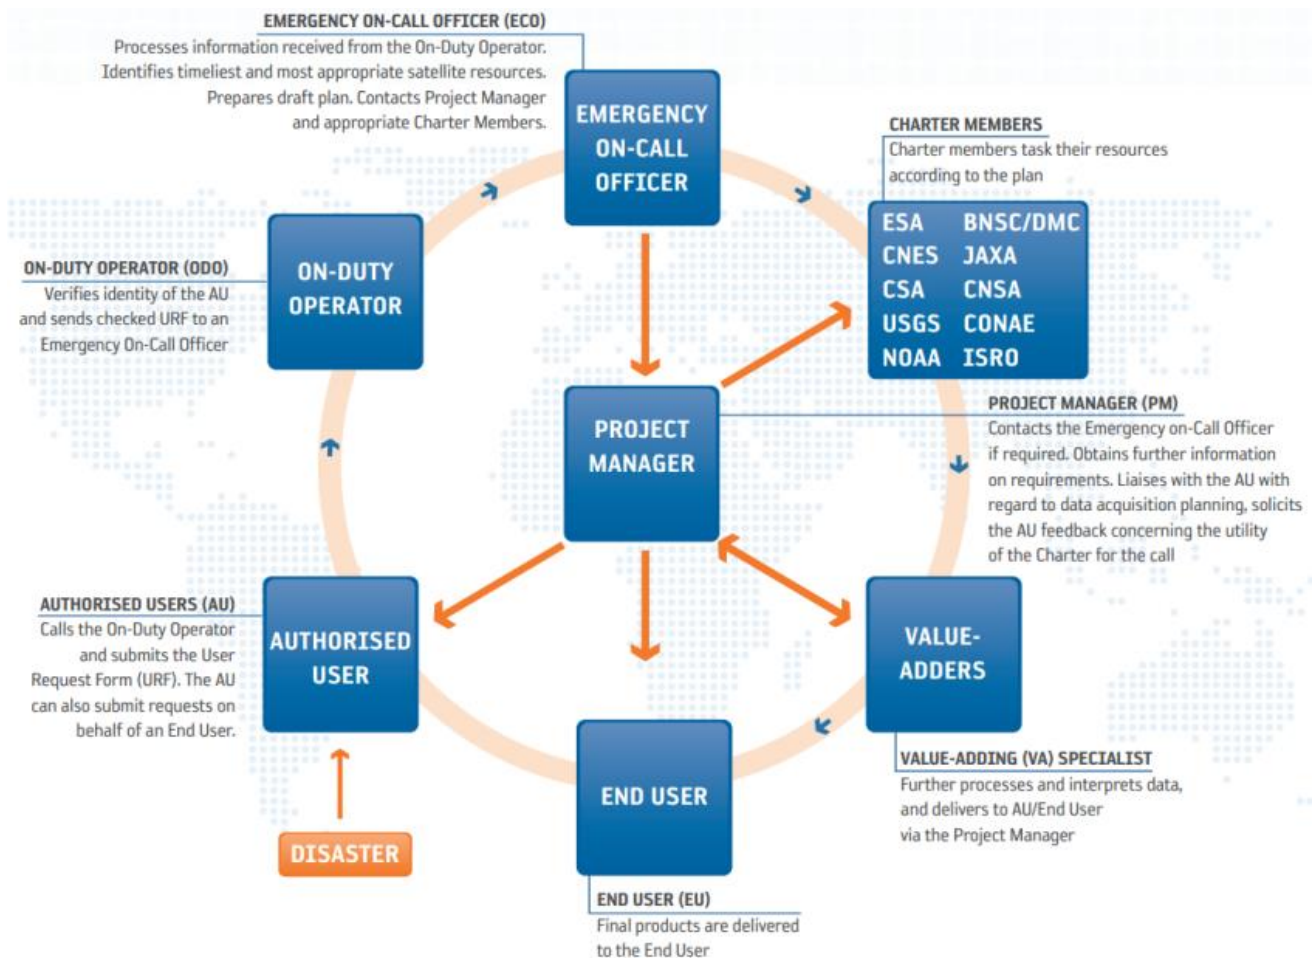 EMERGENCY ON-CALL OFFICER (ECO)
Processes information received from the On-Duty Operator.
Identifies timeliest and most appropriate satellite resources.
Prepares draft plan. Contacts Project Manager
and appropriate Charter Members.
EMERGENCY
ON-CALL
OFFICER
CHARTER MEMBERS
Charter members task their resources
according to the plan
ESA BNSC/DMC
CNES JAXA
CSA CNSA
USGS CONAE
NOAA ISRO
ON-DUTY OPERATOR (ODO)
Verifies identity of the AU
and sends checked URF to an
Emergency On-Call Officer
ON-DUTY
OPERATOR
PROJECT
MANAGER
PROJECT MANAGER (PM)
Contacts the Emergency on-Call Officer
if required. Obtains further information
on requirements. Liaises with the AU with
regard to data acquisition planning, solicits
the AU feedback concerning the utility
of the Charter for the call
AUTHORISED USERS (AU)
Calls the On-Duty Operator
and submits the User
Request Form (URF). The AU
can also submit requests on
behalf of an End User.
AUTHORISED
USER
VALUE-
ADDERS
VALUE-ADDING (VA) SPECIALIST
Further processes and interprets data,
and delivers to AU/End User
via the Project Manager
END USER
DISASTER
END USER (EU)
Final products are delivered
to the End User